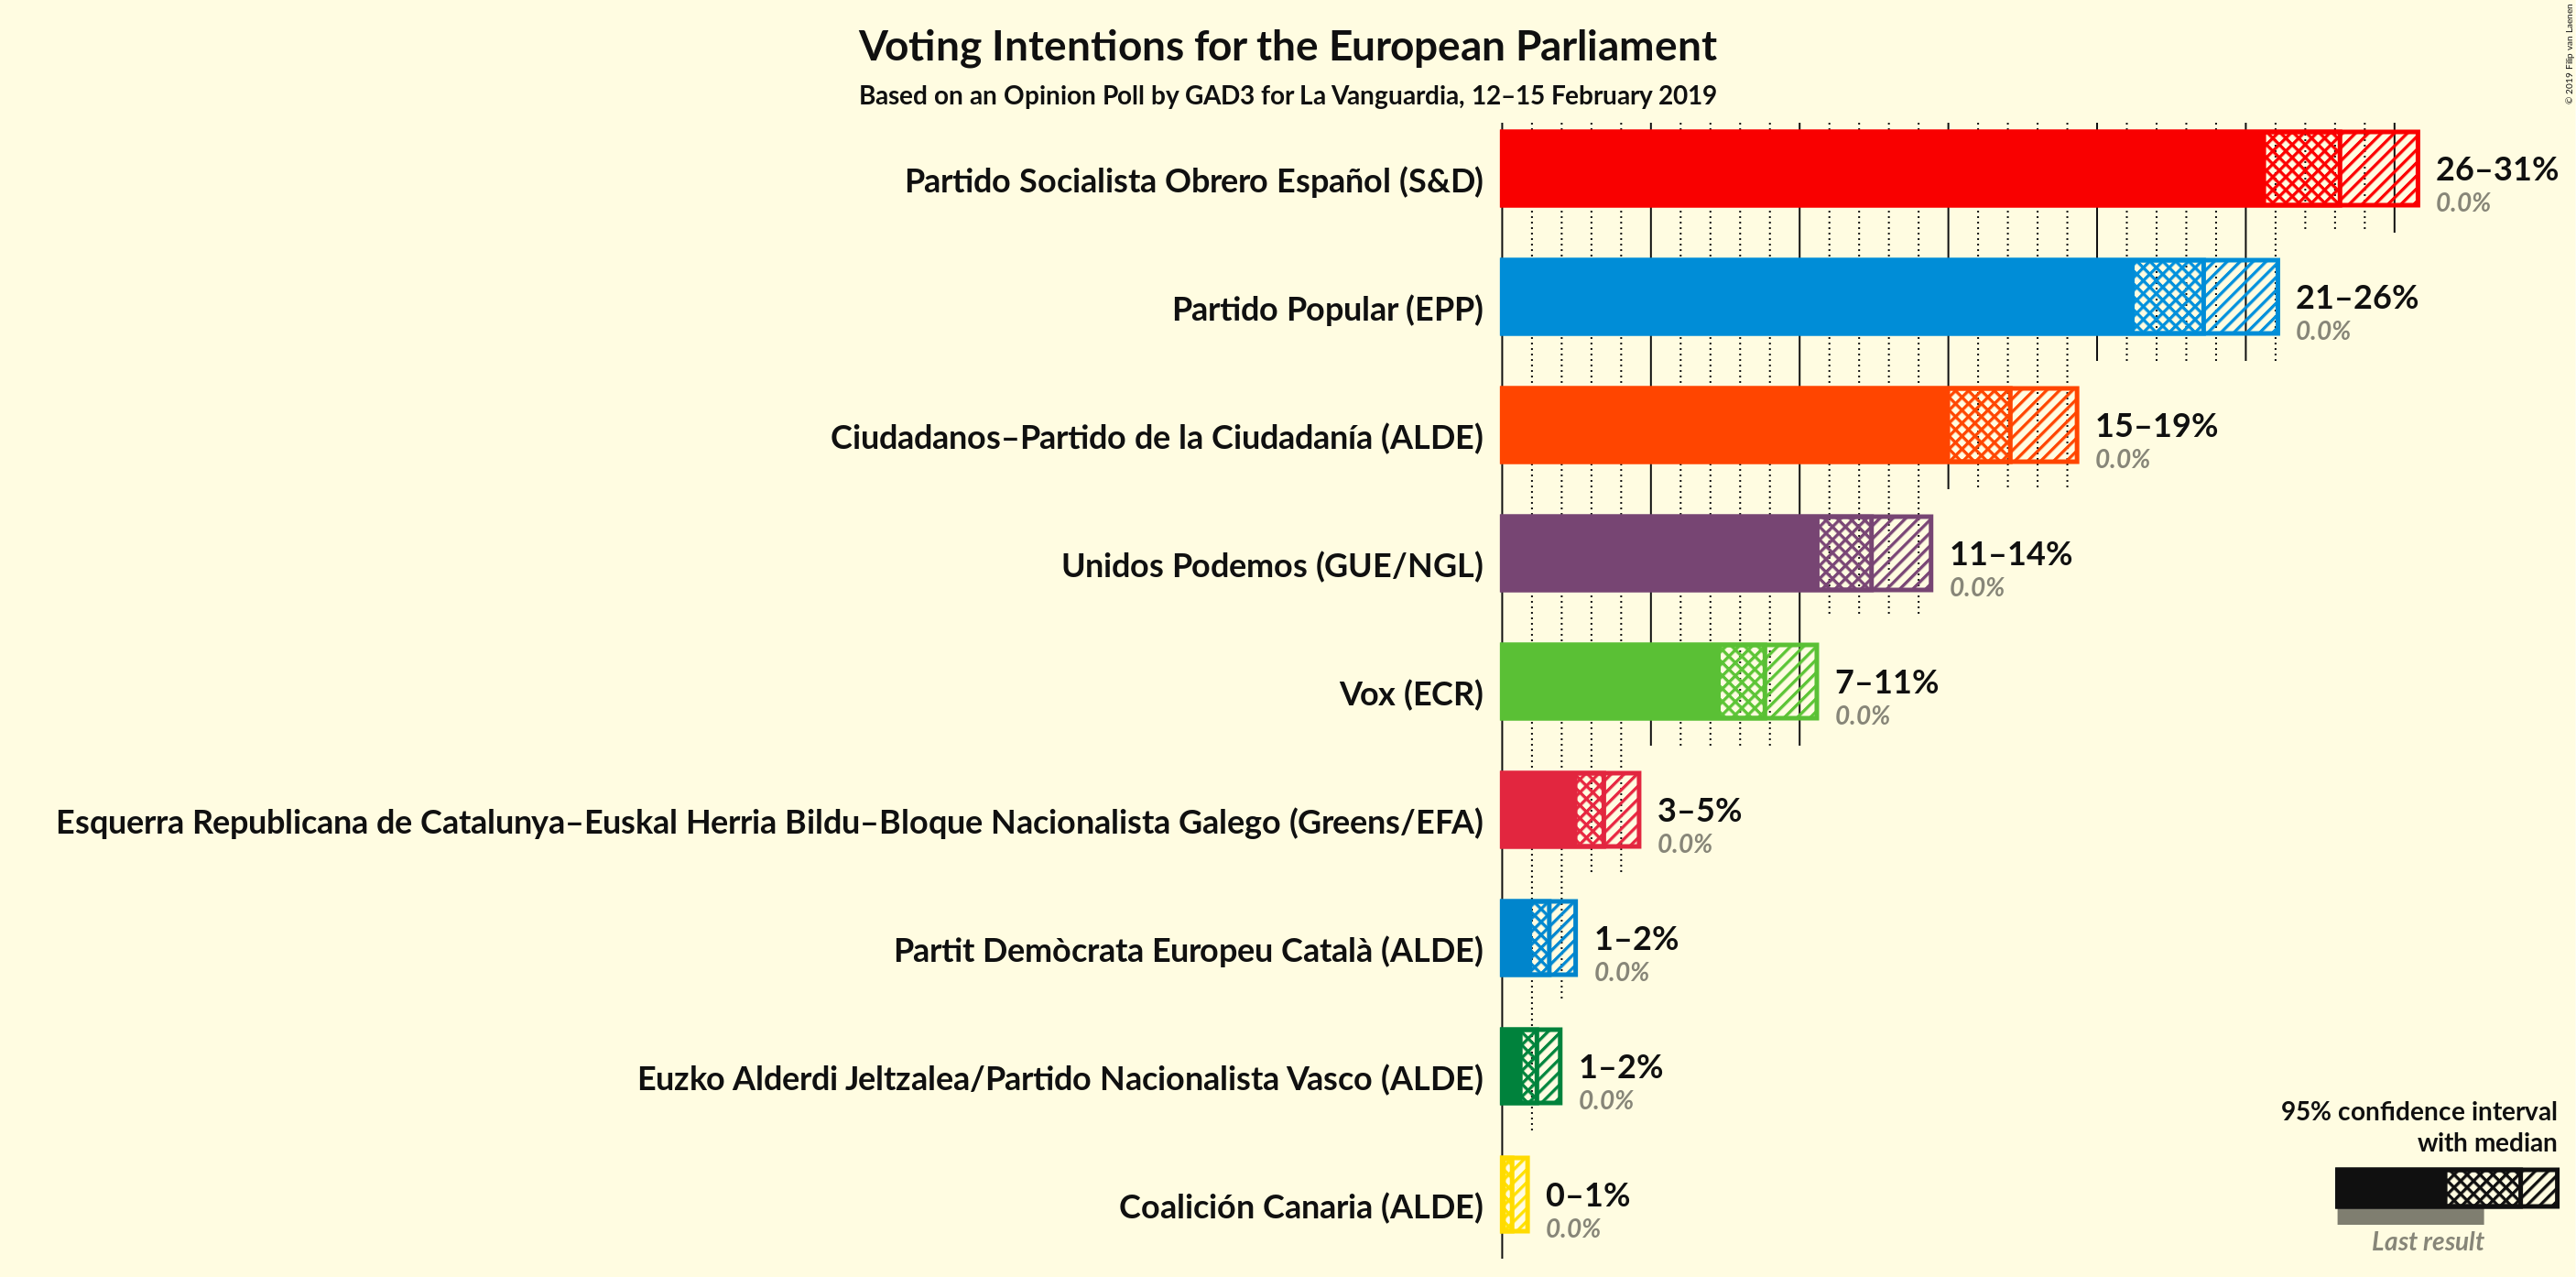 Voting Intentions for the European Parliament
Based on an Opinion Poll by GAD3 for La Vanguardia, 12–15 February 2019
© 2019 Filip van Laenen
Partido Socialista Obrero Español (S&D)
26–31%
0.0%
Partido Popular (EPP)
21–26%
0.0%
Ciudadanos–Partido de la Ciudadanía (ALDE)
15–19%
0.0%
Unidos Podemos (GUE/NGL)
11–14%
0.0%
Vox (ECR)
7–11%
0.0%
Esquerra Republicana de Catalunya–Euskal Herria Bildu–Bloque Nacionalista Galego (Greens/EFA)
3–5%
0.0%
Partit Demòcrata Europeu Català (ALDE)
1–2%
0.0%
Euzko Alderdi Jeltzalea/Partido Nacionalista Vasco (ALDE)
1–2%
0.0%
Coalición Canaria (ALDE)
0–1%
0.0%
95% confidence interval
with median
Last result